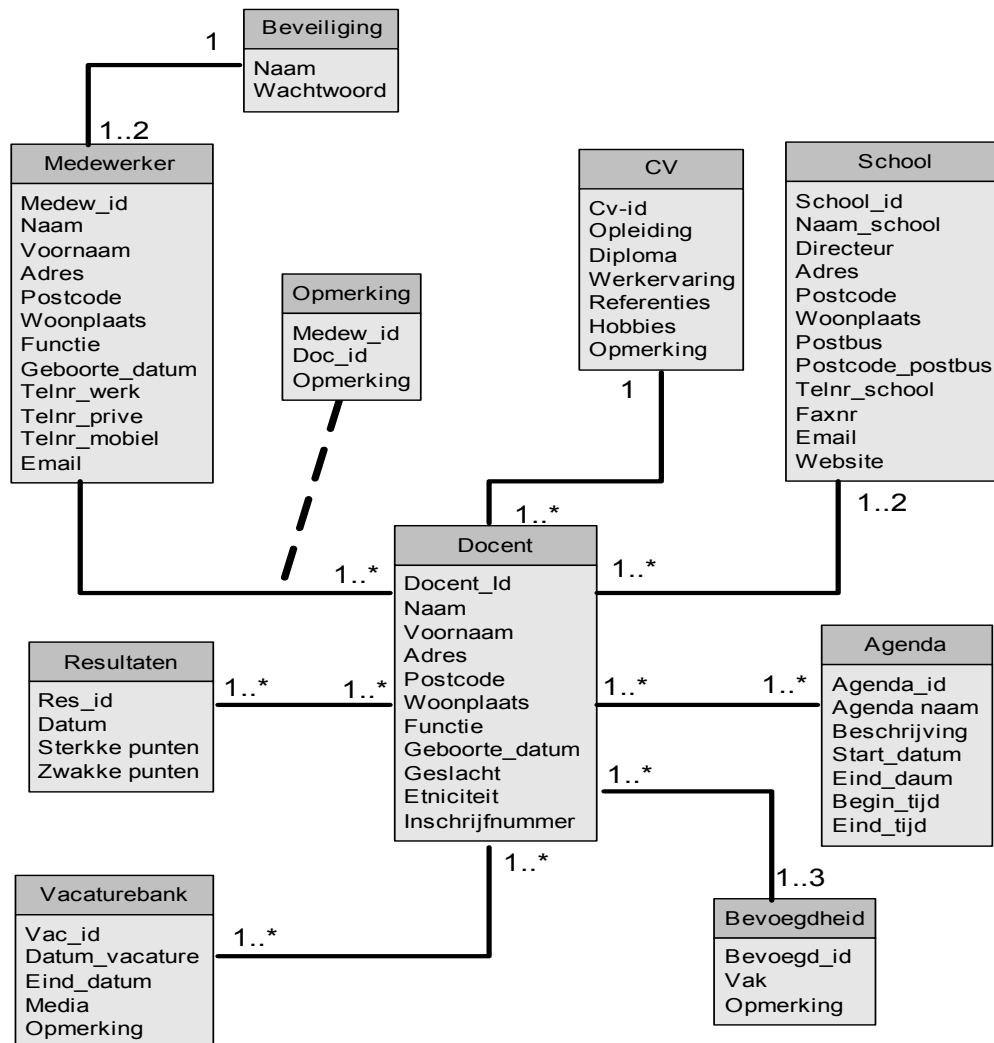 Beveiliging
Naam
Wachtwoord
1
1..2
Medewerker
Medew_id
Naam
Voornaam
Adres
Postcode
Woonplaats
Functie
Geboorte_datum
Telnr_werk
Telnr_prive
Telnr_mobiel
Email
Opmerking
Medew_id
Doc_id
Opmerking
CV
Cv-id
Opleiding
Diploma
Werkervaring
Referenties
Hobbies
Opmerking
1
School
School_id
Naam_school
Directeur
Adres
Postcode
Woonplaats
Postbus
Postcode_postbus
Telnr_school
Faxnr
Email
Website
1..2
1..*
1..*
1..*
Docent
Docent_Id
Naam
Voornaam
Adres
Postcode
Woonplaats
Functie
Geboorte_datum
Geslacht
Etniciteit
Inschrijfnummer
Resultaten
Res_id
Datum
Sterkke punten
Zwakke punten
1..*
1..*
1..*
1..*
Agenda
Agenda_id
Agenda naam
Beschrijving
Start_datum
Eind_daum
Begin_tijd
Eind_tijd
1..*
1..*
Vacaturebank
Vac_id
Datum_vacature
Eind_datum
Media
Opmerking
1..*
1..3
Bevoegdheid
Bevoegd_id
Vak
Opmerking